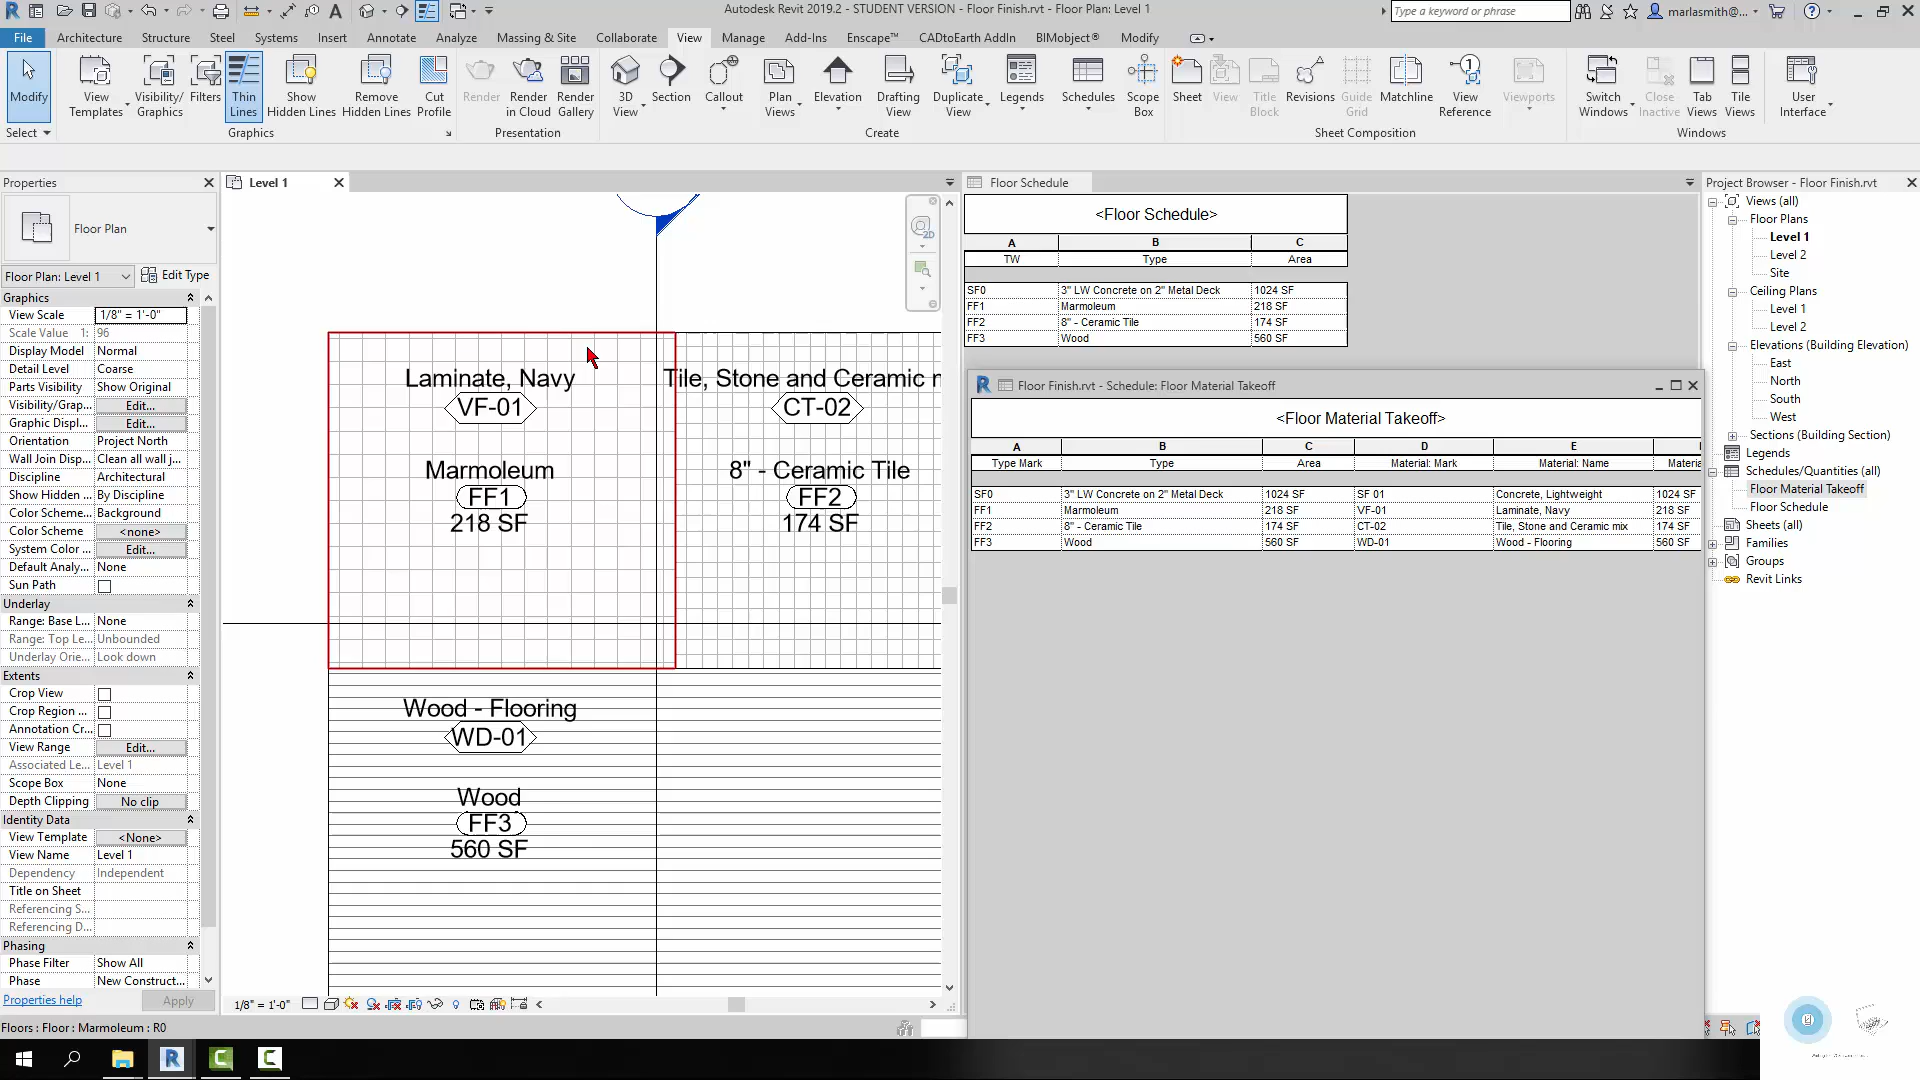 Autodesk Revit 2019.2 - STUDENT VERSION - Floor Finish.rvt - Floor Plan: Level 1
Type a keyword or phrase
marlasmith@...
File Architecture Structure Steel Systems Insert Annotate Analyze Massing & Site Collaborate View Manage Add-Ins Enscape™ CADtoEarth AddIn BIMobject® Modify
Modify
View Templates
Visibility/ Graphics
Filters
Thin Lines
Show Hidden Lines
Remove Hidden Lines
Cut Profile
Render
Render in Cloud
Render Gallery
3D View
Section
Callout
Plan Views
Elevation
Drafting View
Duplicate View
Legends
Schedules
Scope Box
Sheet
View
Title Block
Revisions
Guide Grid
Matchline
View Reference
Viewports
Switch Windows
Close Inactive
Tab Views
Tile Views
User Interface
Select
Graphics
Presentation
Create
Sheet Composition
Windows
Properties
Floor Plan
Floor Plan: Level 1
Edit Type
Graphics
View Scale 1/8" = 1'-0"
Scale Value 1: 96
Display Model Normal
Detail Level Coarse
Parts Visibility Show Original
Visibility/Grap... Edit...
Graphic Displ... Edit...
Orientation Project North
Wall Join Disp... Clean all wall j...
Discipline Architectural
Show Hidden ... By Discipline
Color Scheme... Background
Color Scheme <none>
System Color ... Edit...
Default Analy... None
Sun Path
Underlay
Range: Base L... None
Range: Top Le... Unbounded
Underlay Orie... Look down
Extents
Crop View
Crop Region ...
Annotation Cr...
View Range Edit...
Associated Le... Level 1
Scope Box None
Depth Clipping No clip
Identity Data
View Template <None>
View Name Level 1
Dependency Independent
Title on Sheet
Referencing S...
Referencing D...
Phasing
Phase Filter Show All
Phase New Construct...
Properties help
Apply
Floors : Floor : Marmoleum : R0
Level 1
2D
Laminate, Navy
VF-01
Marmoleum
FF1
218 SF
Tile, Stone and Ceramic
CT-02
8" - Ceramic Tile
FF2
174 SF
Wood - Flooring
WD-01
Wood
FF3
560 SF
1/8" = 1'-0"
Floor Schedule
<Floor Schedule>
A B C
TW Type Area
SF0 3" LW Concrete on 2" Metal Deck 1024 SF
FF1 Marmoleum 218 SF
FF2 8" - Ceramic Tile 174 SF
FF3 Wood 560 SF
Floor Finish.rvt - Schedule: Floor Material Takeoff
<Floor Material Takeoff>
A B C D E
Type Mark Type Area Material: Mark Material: Name Materia
SF0 3" LW Concrete on 2" Metal Deck 1024 SF SF 01 Concrete, Lightweight 1024 SF
FF1 Marmoleum 218 SF VF-01 Laminate, Navy 218 SF
FF2 8" - Ceramic Tile 174 SF CT-02 Tile, Stone and Ceramic mix 174 SF
FF3 Wood 560 SF WD-01 Wood - Flooring 560 SF
Project Browser - Floor Finish.rvt
Views (all)
Floor Plans
Level 1
Level 2
Site
Ceiling Plans
Level 1
Level 2
Elevations (Building Elevation)
East
North
South
West
Sections (Building Section)
Legends
Schedules/Quantities (all)
Floor Material Takeoff
Floor Schedule
Sheets (all)
Families
Groups
Revit Links